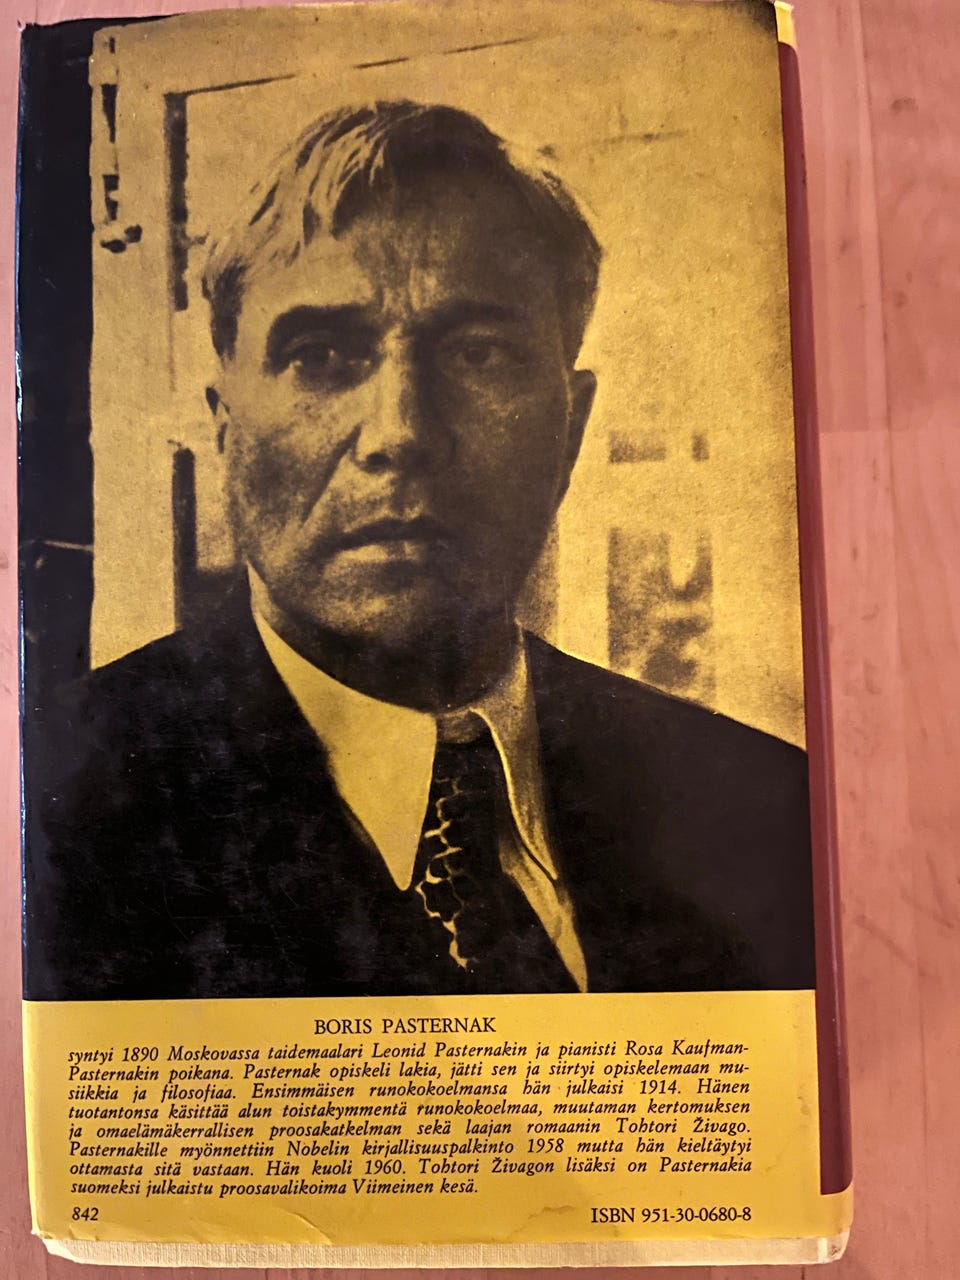 BORIS PASTERNAK
syntyi 1890 Moskovassa taidemaalari Leonid Pasternakin ja pianisti Rosa Kaufman-
Pasternakin poikana. Pasternak opiskeli lakia, jätti sen ja siirtyi opiskelemaan mu-
siikkia ja filosofiaa. Ensimmäisen runokokoelmansa hän julkaisi 1914. Hänen
tuotantonsa käsittää alun toistakymmentä runokokoelmaa, muutaman kertomuksen
ja omaelämäkerrallisen proosakatkelman sekä laajan romaanin Tohtori Živago.
Pasternakille myönnettiin Nobelin kirjallisuuspalkinto 1958 mutta hän kieltäytyi
ottamasta sitä vastaan. Hän kuoli 1960. Tohtori Živagon lisäksi on Pasternakia
suomeksi julkaistu proosavalikoima Viimeinen kesä.
842
ISBN 951-30-0680-8